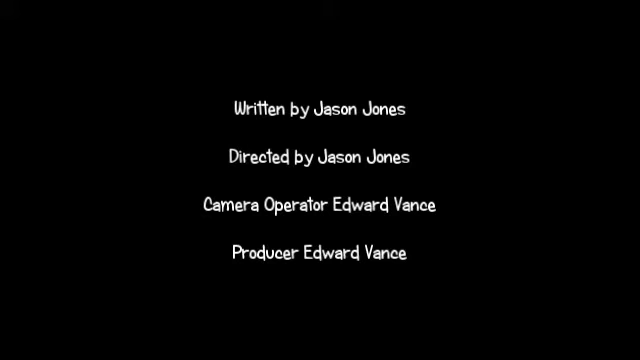 Written by Jason Jones
Directed by Jason Jones
Camera Operator Edward Vance
Producer Edward Vance